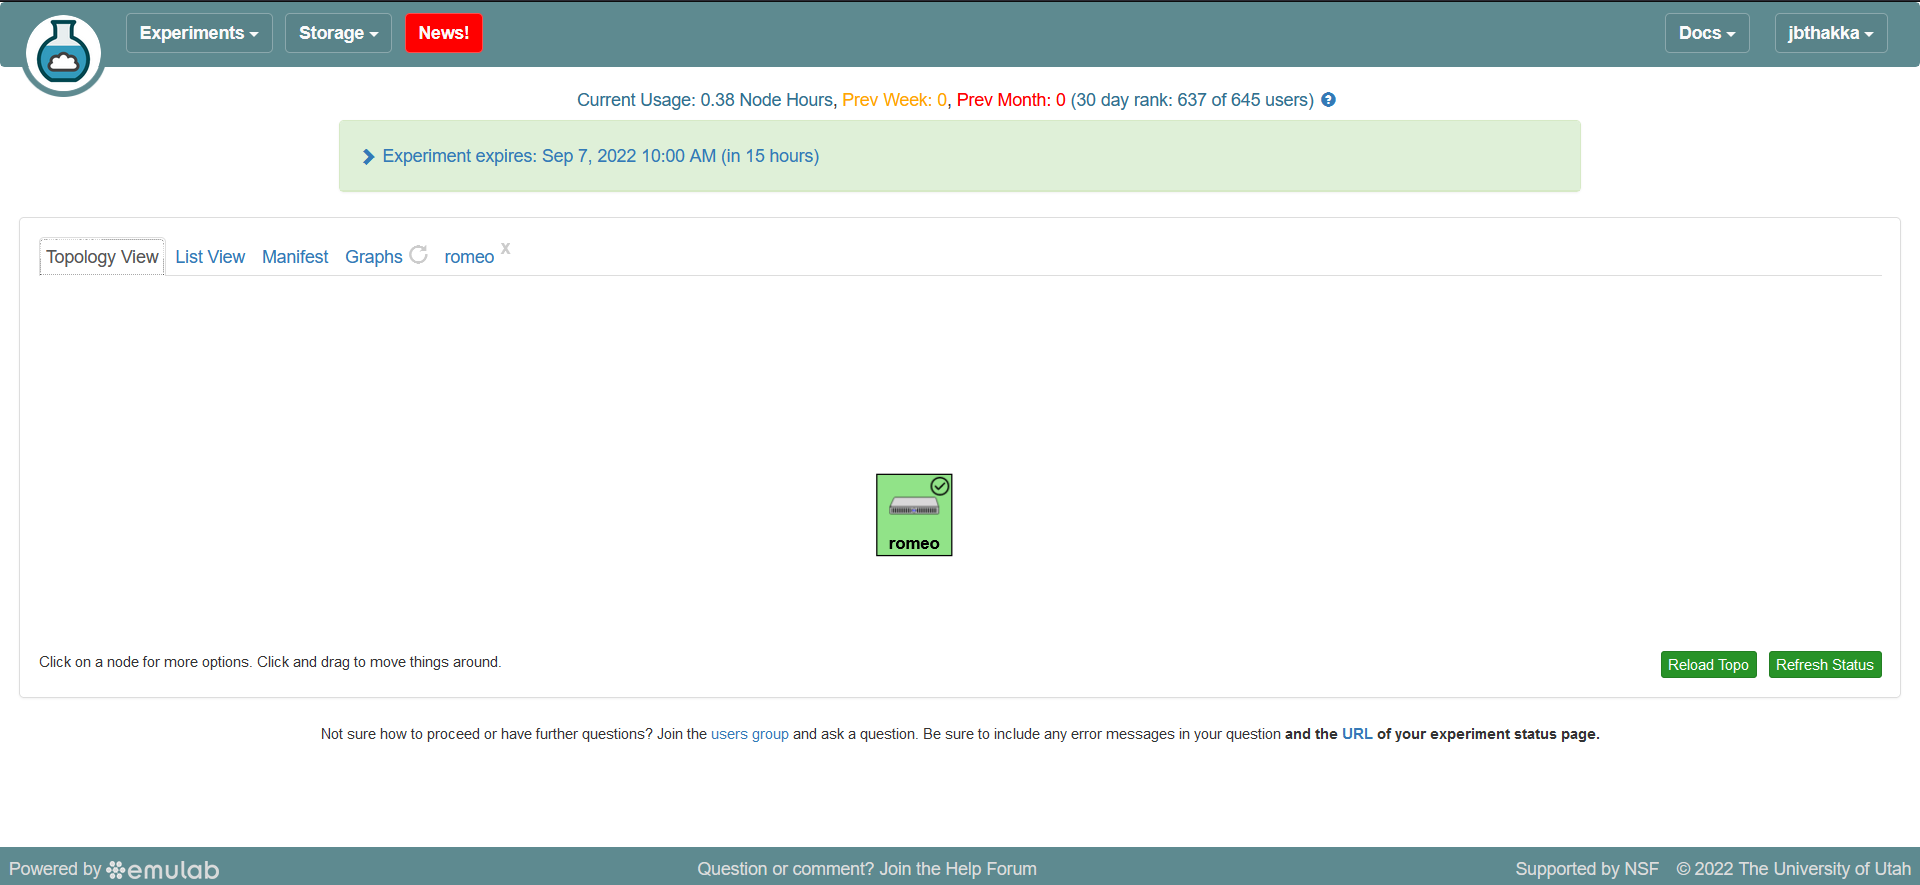 Experiments Storage News! Docs jbthakka
Current Usage: 0.38 Node Hours, Prev Week: 0, Prev Month: 0 (30 day rank: 637 of 645 users) ?
Experiment expires: Sep 7, 2022 10:00 AM (in 15 hours)
Topology View List View Manifest Graphs romeo x
romeo
Click on a node for more options. Click and drag to move things around.
Reload Topo Refresh Status
Not sure how to proceed or have further questions? Join the users group and ask a question. Be sure to include any error messages in your question and the URL of your experiment status page.
Powered by emulab Question or comment? Join the Help Forum Supported by NSF © 2022 The University of Utah